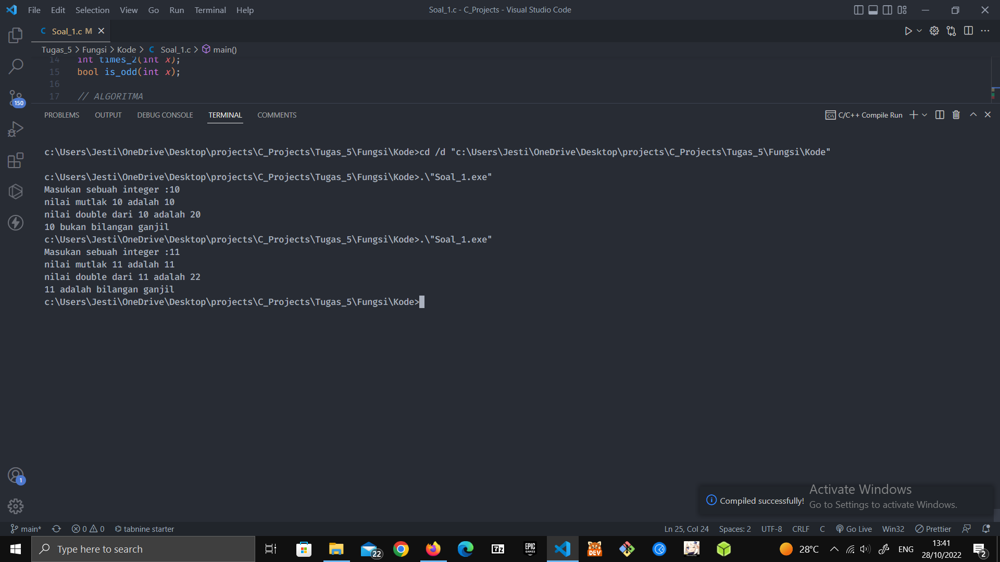 File Edit Selection View Go Run Terminal Help
Soal_1.c - C_Projects - Visual Studio Code
C Soal_1.c M
Tugas_5 > Fungsi > Kode > C Soal_1.c > main()
14 int times_2(int x);
15 bool is_odd(int x);
16
17 // ALGORITMA
150
PROBLEMS OUTPUT DEBUG CONSOLE TERMINAL COMMENTS
C/C++ Compile Run
c:\Users\Jesti\OneDrive\Desktop\projects\C_Projects\Tugas_5\Fungsi\Kode>cd /d "c:\Users\Jesti\OneDrive\Desktop\projects\C_Projects\Tugas_5\Fungsi\Kode"
c:\Users\Jesti\OneDrive\Desktop\projects\C_Projects\Tugas_5\Fungsi\Kode>.\"Soal_1.exe"
Masukan sebuah integer :10
nilai mutlak 10 adalah 10
nilai double dari 10 adalah 20
10 bukan bilangan ganjil
c:\Users\Jesti\OneDrive\Desktop\projects\C_Projects\Tugas_5\Fungsi\Kode>.\"Soal_1.exe"
Masukan sebuah integer :11
nilai mutlak 11 adalah 11
nilai double dari 11 adalah 22
11 adalah bilangan ganjil
c:\Users\Jesti\OneDrive\Desktop\projects\C_Projects\Tugas_5\Fungsi\Kode>
1
Compiled successfully!
Activate Windows
Go to Settings to activate Windows.
main* 0 0 tabnine starter
Ln 25, Col 24 Spaces: 2 UTF-8 CRLF C Go Live Win32 Prettier
Type here to search
22
7z
EPIC GAMES
DEV
28°C
ENG
13:41
28/10/2022
2